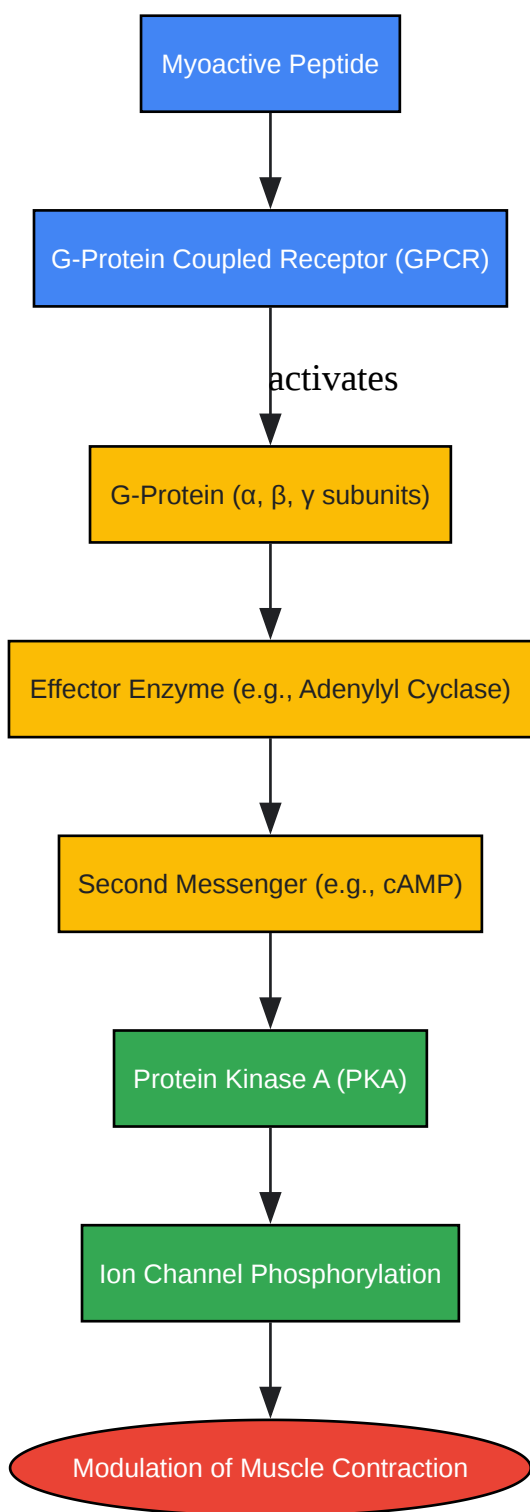 Myoactive Peptide
G-Protein Coupled Receptor (GPCR)
activates
G-Protein (α, β, γ subunits)
Effector Enzyme (e.g., Adenylyl Cyclase)
Second Messenger (e.g., cAMP)
Protein Kinase A (PKA)
Ion Channel Phosphorylation
Modulation of Muscle Contraction